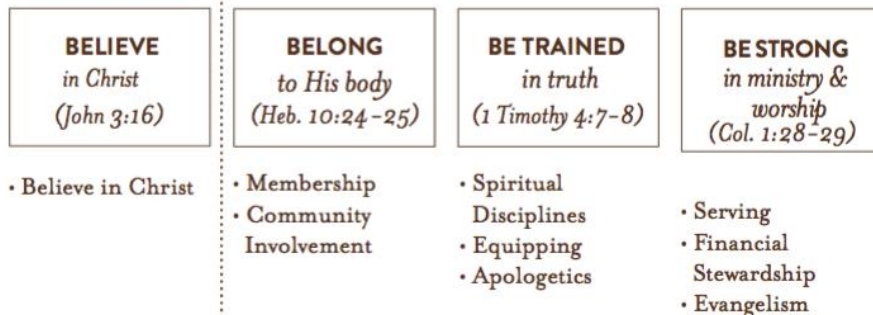 BELIEVE
in Christ
(John 3:16)
• Believe in Christ
BELONG
to His body
(Heb. 10:24-25)
• Membership
• Community
Involvement
BE TRAINED
in truth
(1 Timothy 4:7-8)
• Spiritual
Disciplines
• Equipping
• Apologetics
BE STRONG
in ministry &
worship
(Col. 1:28-29)
• Serving
• Financial
Stewardship
• Evangelism